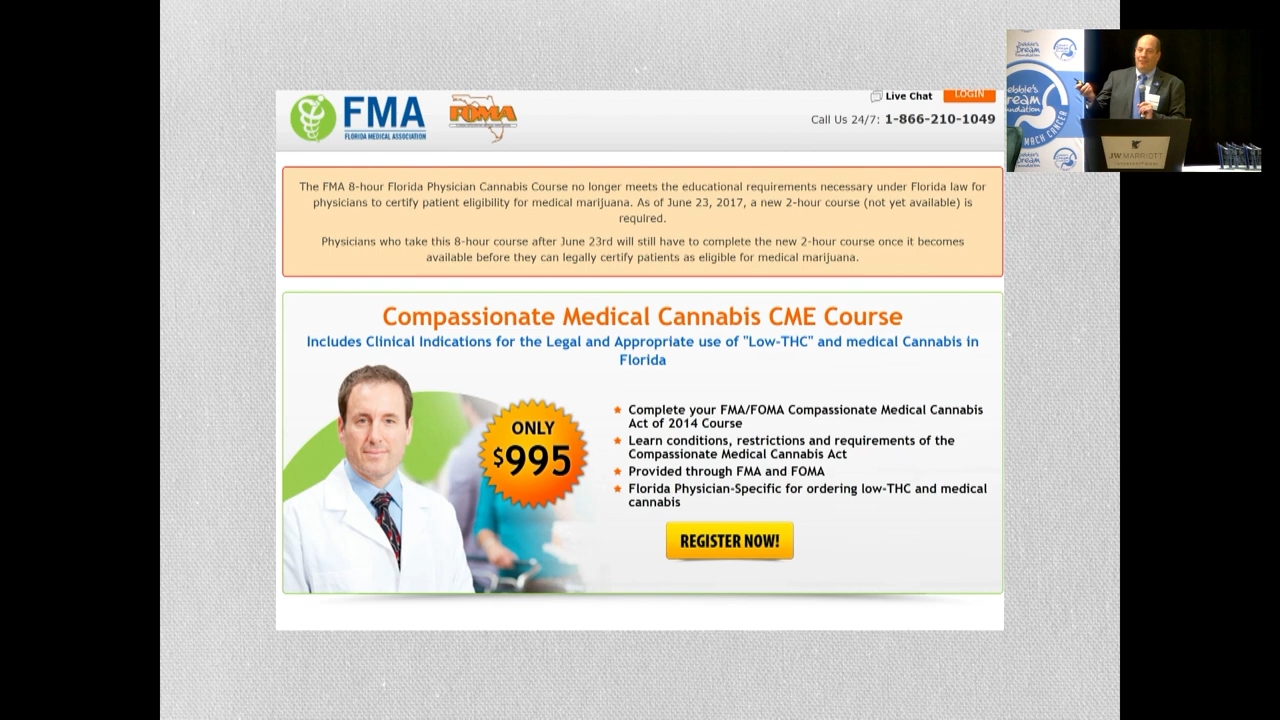 FMA
FLORIDA MEDICAL ASSOCIATION
FOMA
Live Chat
LOGIN
Call Us 24/7: 1-866-210-1049
The FMA 8-hour Florida Physician Cannabis Course no longer meets the educational requirements necessary under Florida law for
physicians to certify patient eligibility for medical marijuana. As of June 23, 2017, a new 2-hour course (not yet available) is
required.
Physicians who take this 8-hour course after June 23rd will still have to complete the new 2-hour course once it becomes
available before they can legally certify patients as eligible for medical marijuana.
Compassionate Medical Cannabis CME Course
Includes Clinical Indications for the Legal and Appropriate use of "Low-THC" and medical Cannabis in
Florida
ONLY
$995
Complete your FMA/FOMA Compassionate Medical Cannabis
Act of 2014 Course
Learn conditions, restrictions and requirements of the
Compassionate Medical Cannabis Act
Provided through FMA and FOMA
Florida Physician-Specific for ordering low-THC and medical
cannabis
REGISTER NOW!
Debbie's
Dream
Foundation
ebbie's
ream
undation
MACH CANCER
JW MARRIOTT